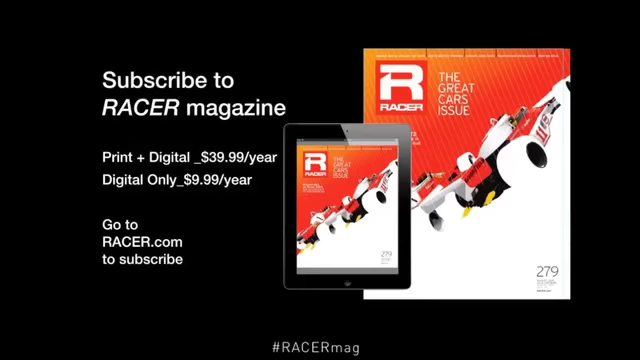 Subscribe to
RACER magazine
Print + Digital _$39.99/year
Digital Only_$9.99/year
Go to
RACER.com
to subscribe
RACER
THE
GREAT
CARS
ISSUE
279
RACER
THE
GREAT
CARS
ISSUE
11
279
#RACERmag